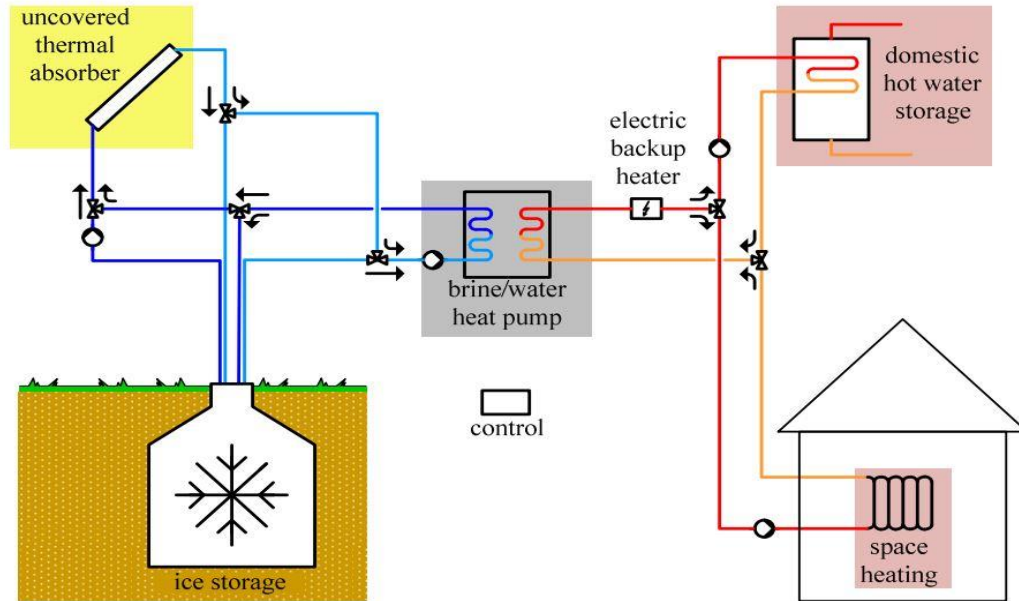 uncovered
thermal
absorber
domestic
hot water
storage
electric
backup
heater
brine/water
heat pump
control
ice storage
space
heating